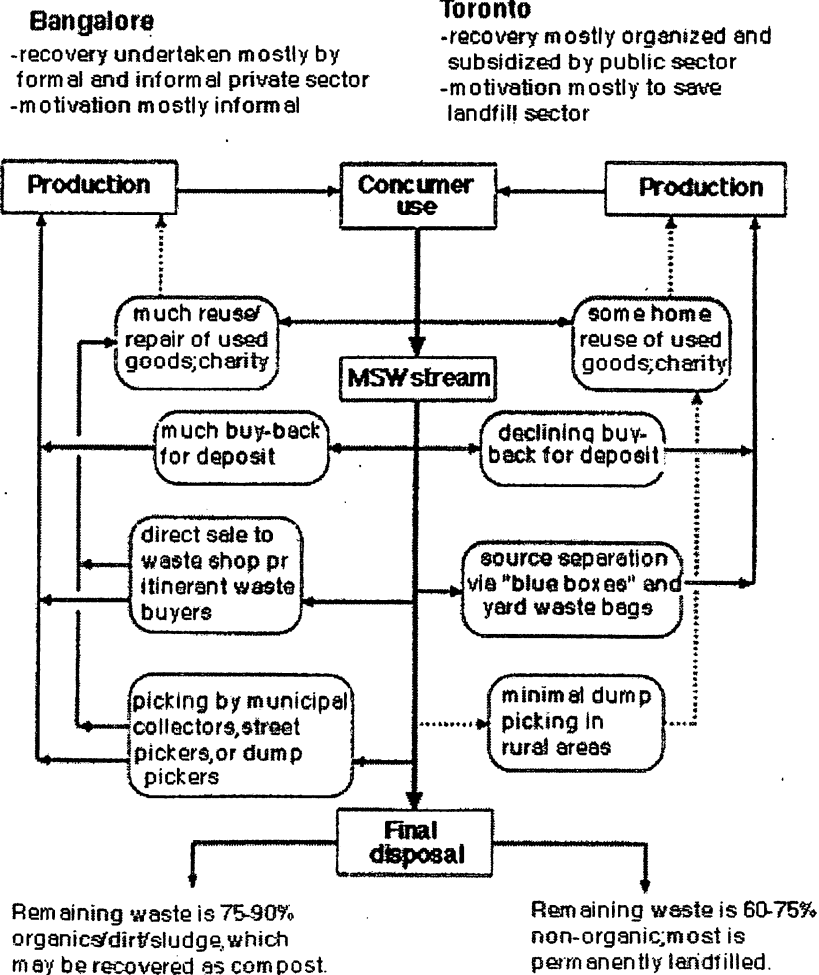 Bangalore
-recovery undertaken mostly by
formal and informal private sector
-motivation mostly informal
Toronto
-recovery mostly organized and
subsidized by public sector
-motivation mostly to save
landfill sector
Production
Concumer
use
Production
much reuse/
repair of used
goods;charity
some home
reuse of used
goods;charity
MSW stream
much buy-back
for deposit
declining buy-
back for deposit
direct sale to
waste shop pr
itinerant waste
buyers
source separation
via "blue boxes" and
yard waste bags
picking by municipal
collectors,street
pickers,or dump
pickers
minimal dump
picking in
rural areas
Final
disposal
Remaining waste is 75-90%
organics/dirt/sludge,which
may be recovered as compost.
Remaining waste is 60-75%
non-organic;most is
permanently landfilled.